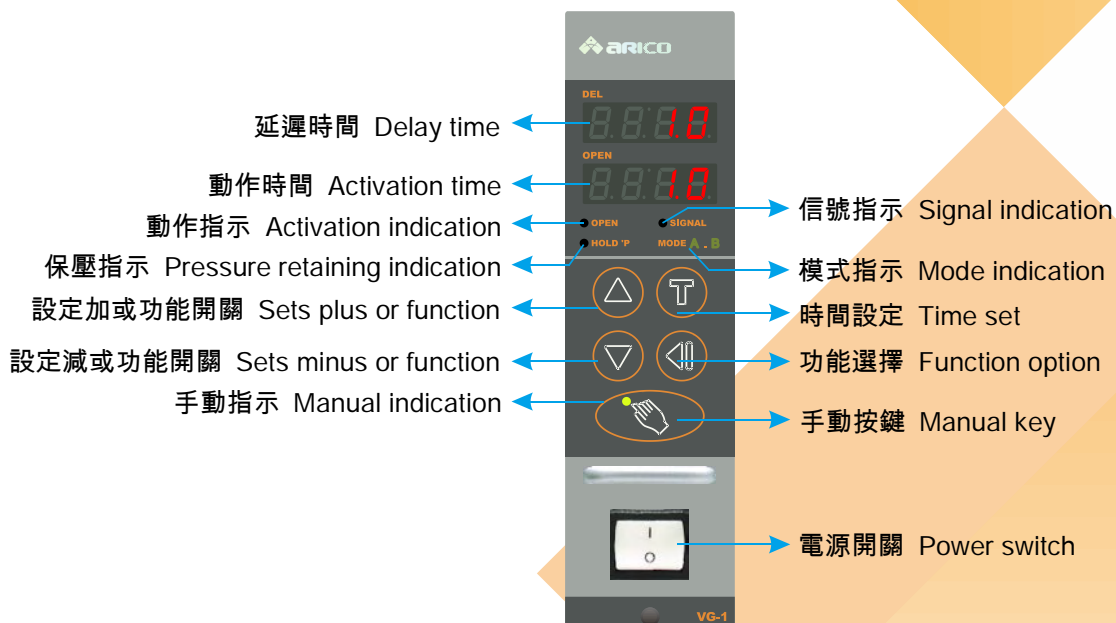 ARICO
DEL
8.8:1.0.
OPEN
8.8:1.0.
OPEN
SIGNAL
HOLD 'P
MODE A . B
T
I
O
VG-1
延遲時間 Delay time
動作時間 Activation time
動作指示 Activation indication
保壓指示 Pressure retaining indication
設定加或功能開關 Sets plus or function
設定減或功能開關 Sets minus or function
手動指示 Manual indication
信號指示 Signal indication
模式指示 Mode indication
時間設定 Time set
功能選擇 Function option
手動按鍵 Manual key
電源開關 Power switch